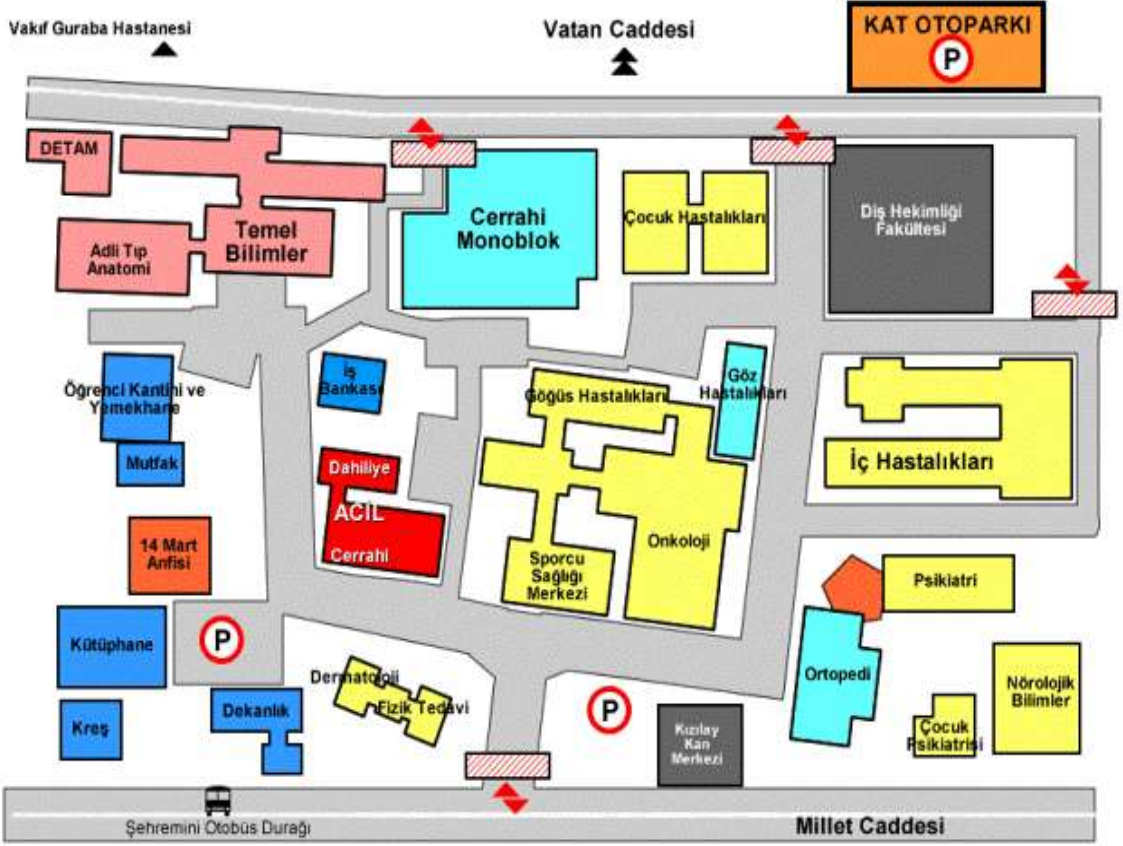 Vakıf Guraba Hastanesi
Vatan Caddesi
KAT OTOPARKI
P
DETAM
Temel
Bilimler
Adli Tıp
Anatomi
Cerrahi
Monoblok
Çocuk Hastalıkları
Diş Hekimliği
Fakültesi
Öğrenci Kantini ve
Yemekhane
Mutfak
İş
Bankası
Göğüs Hastalıkları
Göz
Hastalıkları
İç Hastalıkları
Dahiliye
ACİL
Cerrahi
14 Mart
Anfisi
Sporcu
Sağlığı
Merkezi
Onkoloji
Psikiatri
Kütüphane
P
Dermatoloji
Fizik Tedavi
Ortopedi
Nörolojik
Bilimler
Kreş
Dekanlık
P
Kızılay
Kan
Merkezi
Çocuk
Psikiatrisi
Şehremini Otobüs Durağı
Millet Caddesi